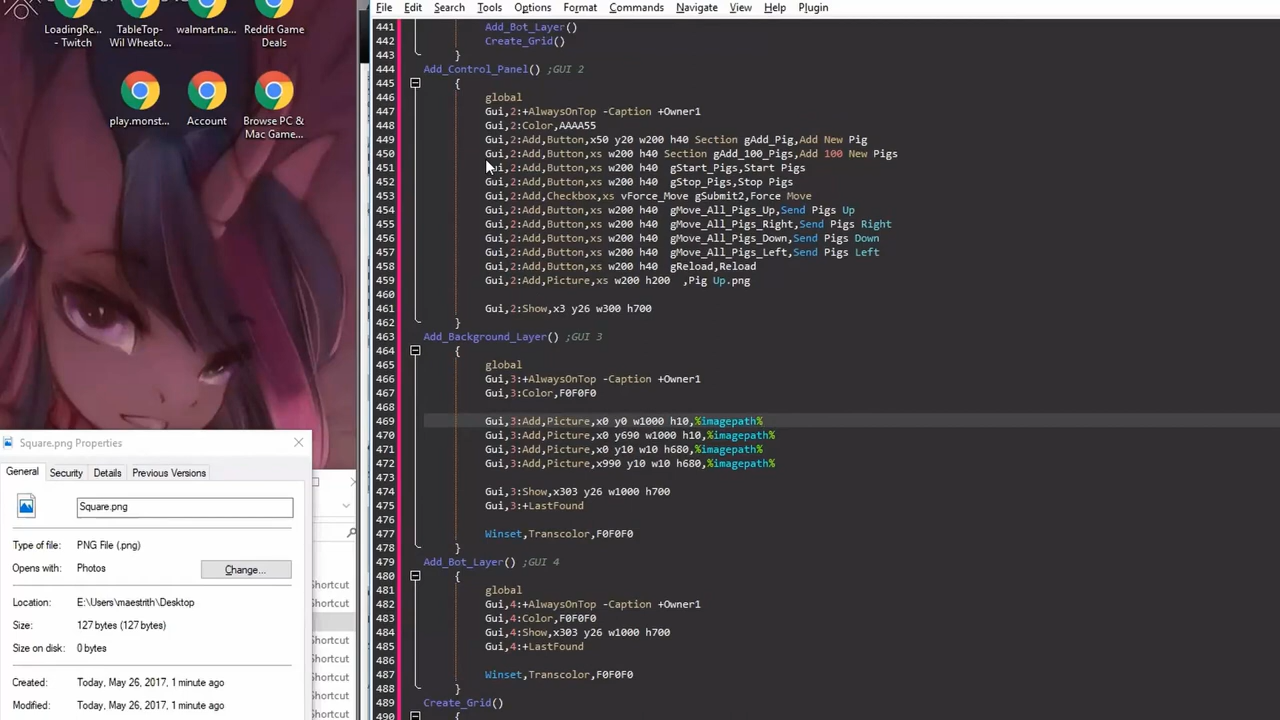 LoadingRe... - Twitch
TableTop- Wil Wheato...
walmart.na...
Reddit Game Deals
play.monst...
Account
Browse PC & Mac Game...
Square.png Properties
General Security Details Previous Versions
Square.png
Type of file: PNG File (.png)
Opens with: Photos Change...
Location: E:\Users\maestrith\Desktop
Size: 127 bytes (127 bytes)
Size on disk: 0 bytes
Created: Today, May 26, 2017, 1 minute ago
Modified: Today, May 26, 2017, 1 minute ago
Shortcut
Shortcut
Shortcut
Shortcut
Shortcut
Shortcut
File Edit Search Tools Options Format Commands Navigate View Help Plugin
441 Add_Bot_Layer()
442 Create_Grid()
443 }
444 Add_Control_Panel() ;GUI 2
445 {
446 global
447 Gui,2:+AlwaysOnTop -Caption +Owner1
448 Gui,2:Color,AAAA55
449 Gui,2:Add,Button,x50 y20 w200 h40 Section gAdd_Pig,Add New Pig
450 Gui,2:Add,Button,xs w200 h40 Section gAdd_100_Pigs,Add 100 New Pigs
451 Gui,2:Add,Button,xs w200 h40 gStart_Pigs,Start Pigs
452 Gui,2:Add,Button,xs w200 h40 gStop_Pigs,Stop Pigs
453 Gui,2:Add,Checkbox,xs vForce_Move gSubmit2,Force Move
454 Gui,2:Add,Button,xs w200 h40 gMove_All_Pigs_Up,Send Pigs Up
455 Gui,2:Add,Button,xs w200 h40 gMove_All_Pigs_Right,Send Pigs Right
456 Gui,2:Add,Button,xs w200 h40 gMove_All_Pigs_Down,Send Pigs Down
457 Gui,2:Add,Button,xs w200 h40 gMove_All_Pigs_Left,Send Pigs Left
458 Gui,2:Add,Button,xs w200 h40 gReload,Reload
459 Gui,2:Add,Picture,xs w200 h200 ,Pig Up.png
460
461 Gui,2:Show,x3 y26 w300 h700
462 }
463 Add_Background_Layer() ;GUI 3
464 {
465 global
466 Gui,3:+AlwaysOnTop -Caption +Owner1
467 Gui,3:Color,F0F0F0
468
469 Gui,3:Add,Picture,x0 y0 w1000 h10,%imagepath%
470 Gui,3:Add,Picture,x0 y690 w1000 h10,%imagepath%
471 Gui,3:Add,Picture,x0 y10 w10 h680,%imagepath%
472 Gui,3:Add,Picture,x990 y10 w10 h680,%imagepath%
473
474 Gui,3:Show,x303 y26 w1000 h700
475 Gui,3:+LastFound
476
477 Winset,Transcolor,F0F0F0
478 }
479 Add_Bot_Layer() ;GUI 4
480 {
481 global
482 Gui,4:+AlwaysOnTop -Caption +Owner1
483 Gui,4:Color,F0F0F0
484 Gui,4:Show,x303 y26 w1000 h700
485 Gui,4:+LastFound
486
487 Winset,Transcolor,F0F0F0
488 }
489 Create_Grid()
490 {